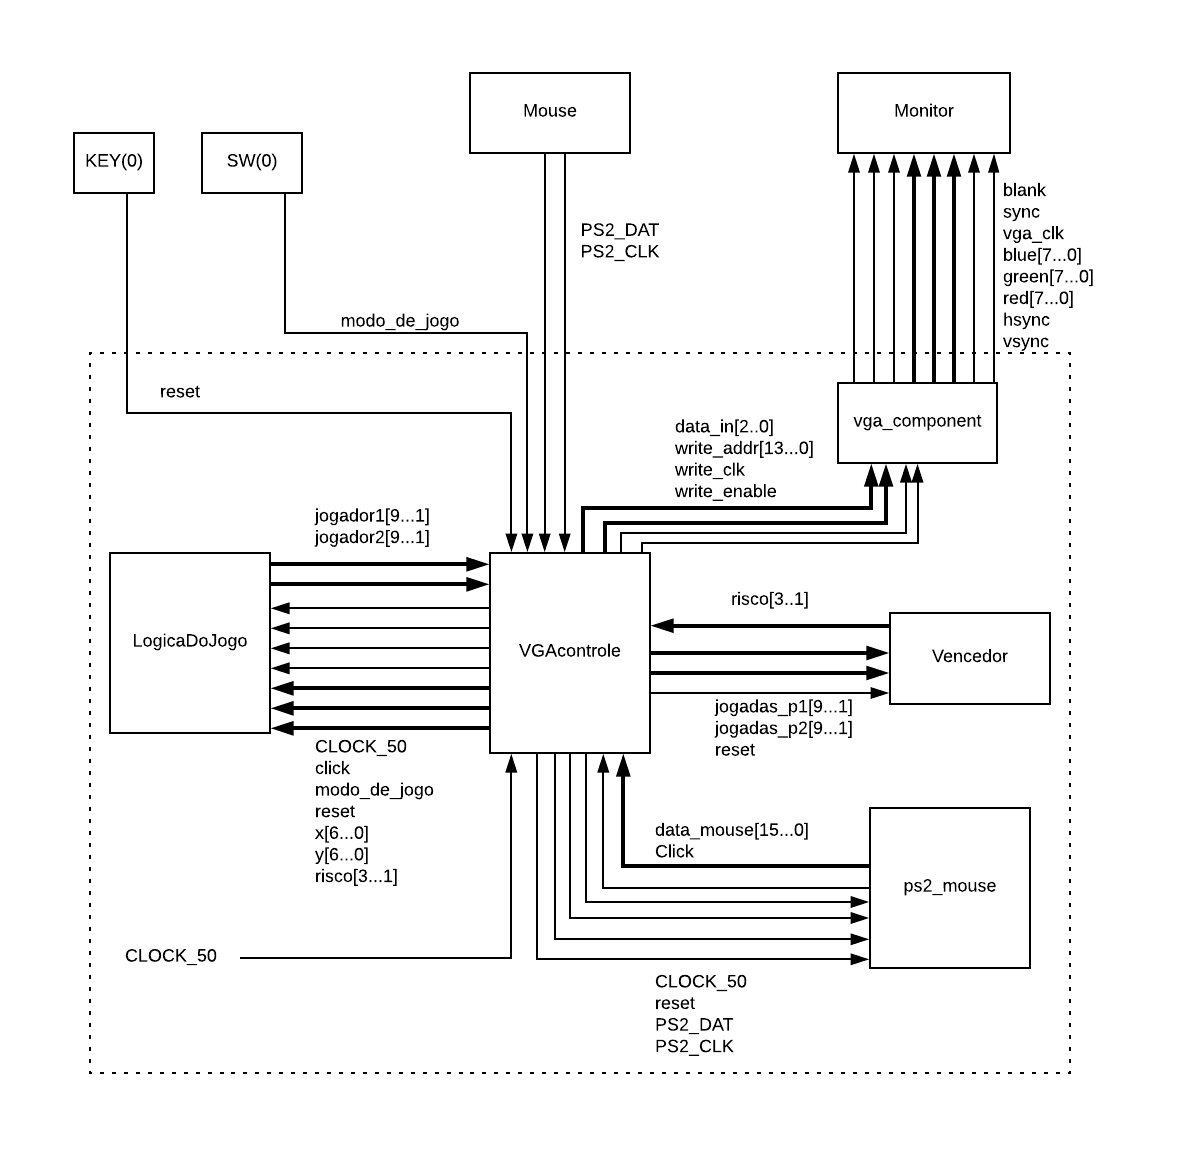 Mouse
Monitor
KEY(0)
SW(0)
blank
sync
vga_clk
blue[7...0]
green[7...0]
red[7...0]
hsync
vsync
PS2_DAT
PS2_CLK
modo_de_jogo
reset
vga_component
data_in[2..0]
write_addr[13...0]
write_clk
write_enable
jogador1[9...1]
jogador2[9...1]
LogicaDoJogo
VGAcontrole
risco[3..1]
Vencedor
jogadas_p1[9...1]
jogadas_p2[9...1]
reset
CLOCK_50
click
modo_de_jogo
reset
x[6...0]
y[6...0]
risco[3...1]
data_mouse[15...0]
Click
ps2_mouse
CLOCK_50
CLOCK_50
reset
PS2_DAT
PS2_CLK